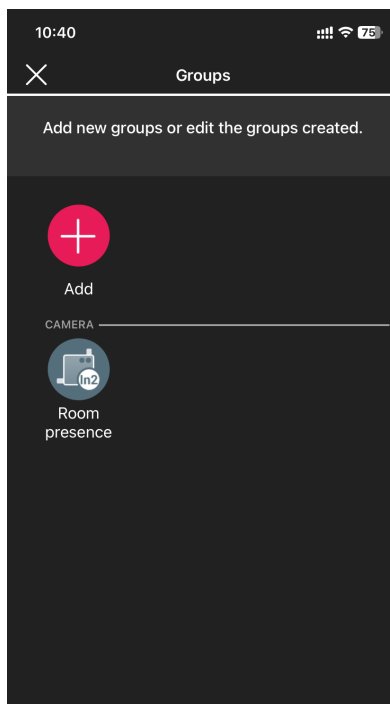 10:40
75
Groups
Add new groups or edit the groups created.
Add
CAMERA
In2
Room
presence